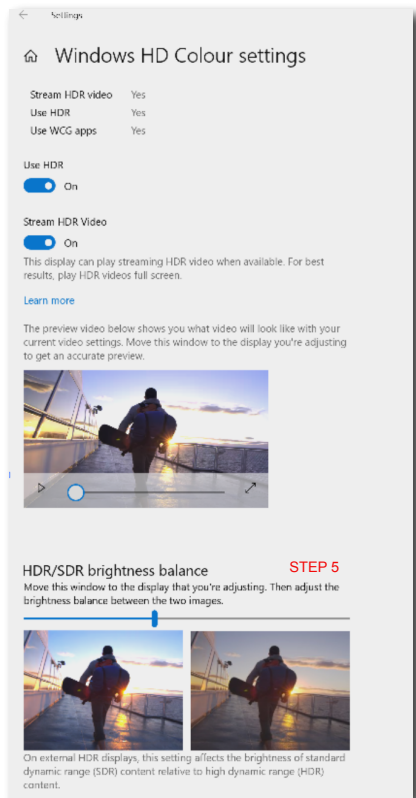 Settings
Windows HD Colour settings
Stream HDR video Yes
Use HDR Yes
Use WCG apps Yes
Use HDR
On
Stream HDR Video
On
This display can play streaming HDR video when available. For best
results, play HDR videos full screen.
Learn more
The preview video below shows you what video will look like with your
current video settings. Move this window to the display you're adjusting
to get an accurate preview.
HDR/SDR brightness balance STEP 5
Move this window to the display that you're adjusting. Then adjust the
brightness balance between the two images.
On external HDR displays, this setting affects the brightness of standard
dynamic range (SDR) content relative to high dynamic range (HDR)
content.